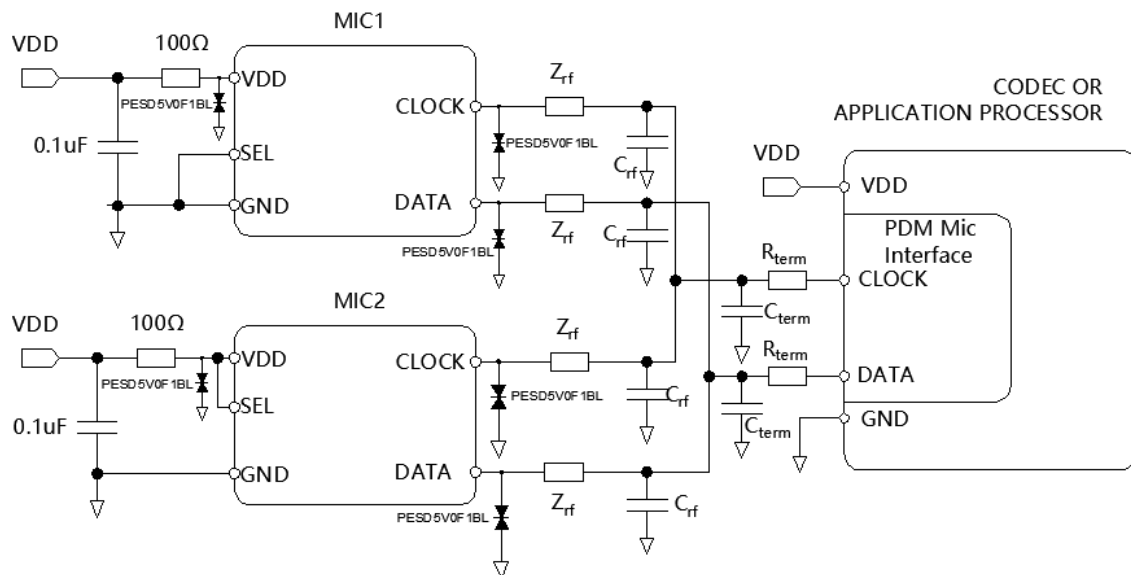 MIC1
VDD
100Ω
VDD
PESD5V0F1BL
0.1uF
SEL
GND
CLOCK
DATA
Zrf
PESD5V0F1BL
Crf
Zrf
Crf
PESD5V0F1BL
CODEC OR
APPLICATION PROCESSOR
VDD
VDD
PDM Mic
Interface
Rterm
CLOCK
Cterm
Rterm
DATA
Cterm
GND
MIC2
VDD
100Ω
VDD
PESD5V0F1BL
SEL
0.1uF
GND
CLOCK
DATA
Zrf
PESD5V0F1BL
Crf
Zrf
Crf
PESD5V0F1BL